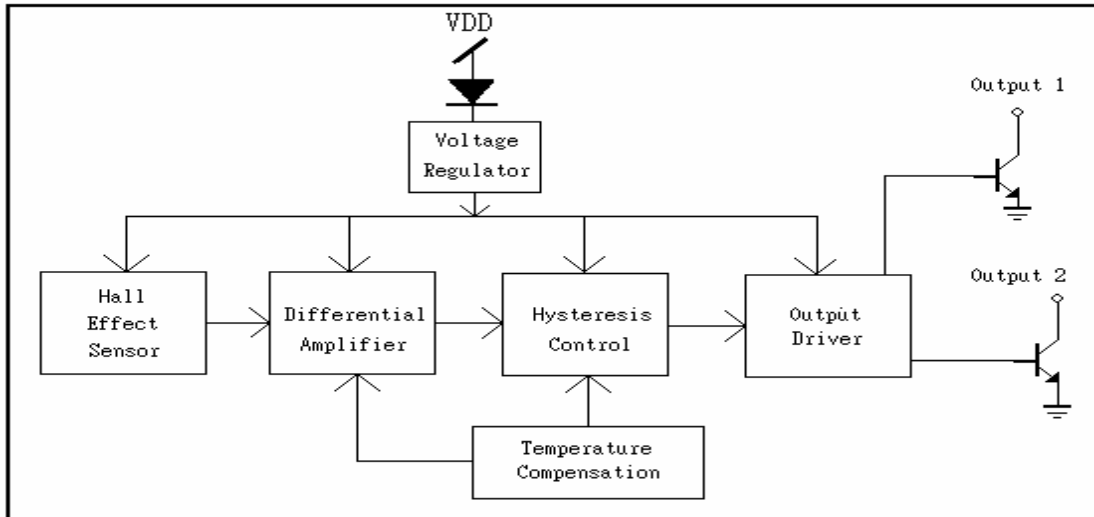 VDD
Voltage
Regulator
Output 1
Output 2
Hall
Effect
Sensor
Differential
Amplifier
Hysteresis
Control
Output
Driver
Temperature
Compensation